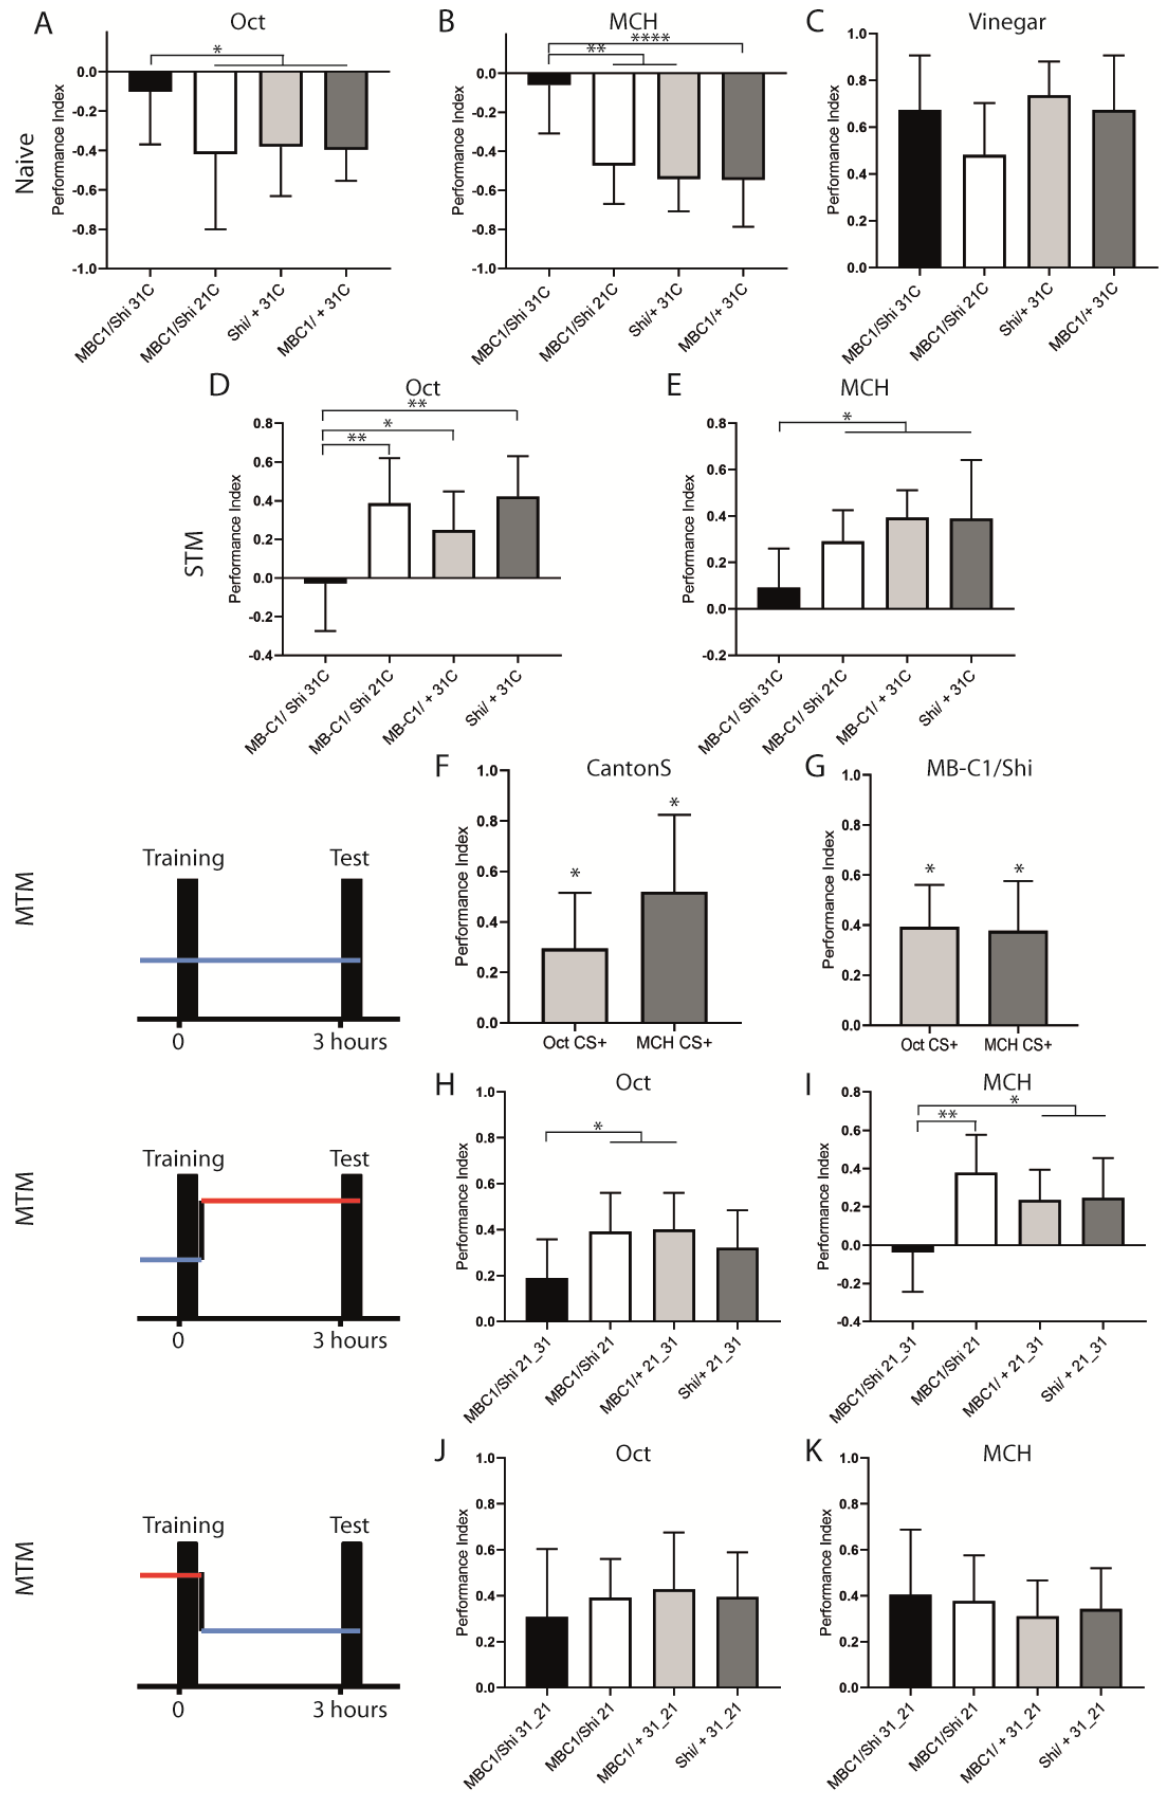 A
Oct
*
Naive
Performance Index
0.0
-0.2
-0.4
-0.6
-0.8
-1.0
MBC1/Shi 31C
MBC1/Shi 21C
Shi/+ 31C
MBC1/+ 31C
B
MCH
****
**
Performance Index
0.0
-0.2
-0.4
-0.6
-0.8
-1.0
MBC1/Shi 31C
MBC1/Shi 21C
Shi/+ 31C
MBC1/+ 31C
C
Vinegar
Performance Index
1.0
0.8
0.6
0.4
0.2
0.0
MBC1/Shi 31C
MBC1/Shi 21C
Shi/+ 31C
MBC1/+ 31C
D
Oct
**
*
**
STM
Performance Index
0.8
0.6
0.4
0.2
0.0
-0.2
-0.4
MB-C1/ Shi 31C
MB-C1/ Shi 21C
MB-C1/ + 31C
Shi/ + 31C
E
MCH
*
Performance Index
0.8
0.6
0.4
0.2
0.0
-0.2
MB-C1/ Shi 31C
MB-C1/ Shi 21C
MB-C1/ + 31C
Shi/ + 31C
MTM
Training
Test
0
3 hours
F
CantonS
*
*
Performance Index
1.0
0.8
0.6
0.4
0.2
0.0
Oct CS+
MCH CS+
G
MB-C1/Shi
*
*
Performance Index
1.0
0.8
0.6
0.4
0.2
0.0
Oct CS+
MCH CS+
MTM
Training
Test
0
3 hours
H
Oct
*
Performance Index
1.0
0.8
0.6
0.4
0.2
0.0
MBC1/Shi 21_31
MBC1/Shi 21
MBC1/ + 21_31
Shi/+ 21_31
I
MCH
*
**
Performance Index
0.8
0.6
0.4
0.2
0.0
-0.2
-0.4
MBC1/Shi 21_31
MBC1/Shi 21
MBC1/ + 21_31
Shi/+ 21_31
MTM
Training
Test
0
3 hours
J
Oct
Performance Index
1.0
0.8
0.6
0.4
0.2
0.0
MBC1/Shi 31_21
MBC1/Shi 21
MBC1/ + 31_21
Shi/ + 31_21
K
MCH
Performance Index
1.0
0.8
0.6
0.4
0.2
0.0
MBC1/Shi 31_21
MBC1/Shi 21
MBC1/ + 31_21
Shi/ + 31_21